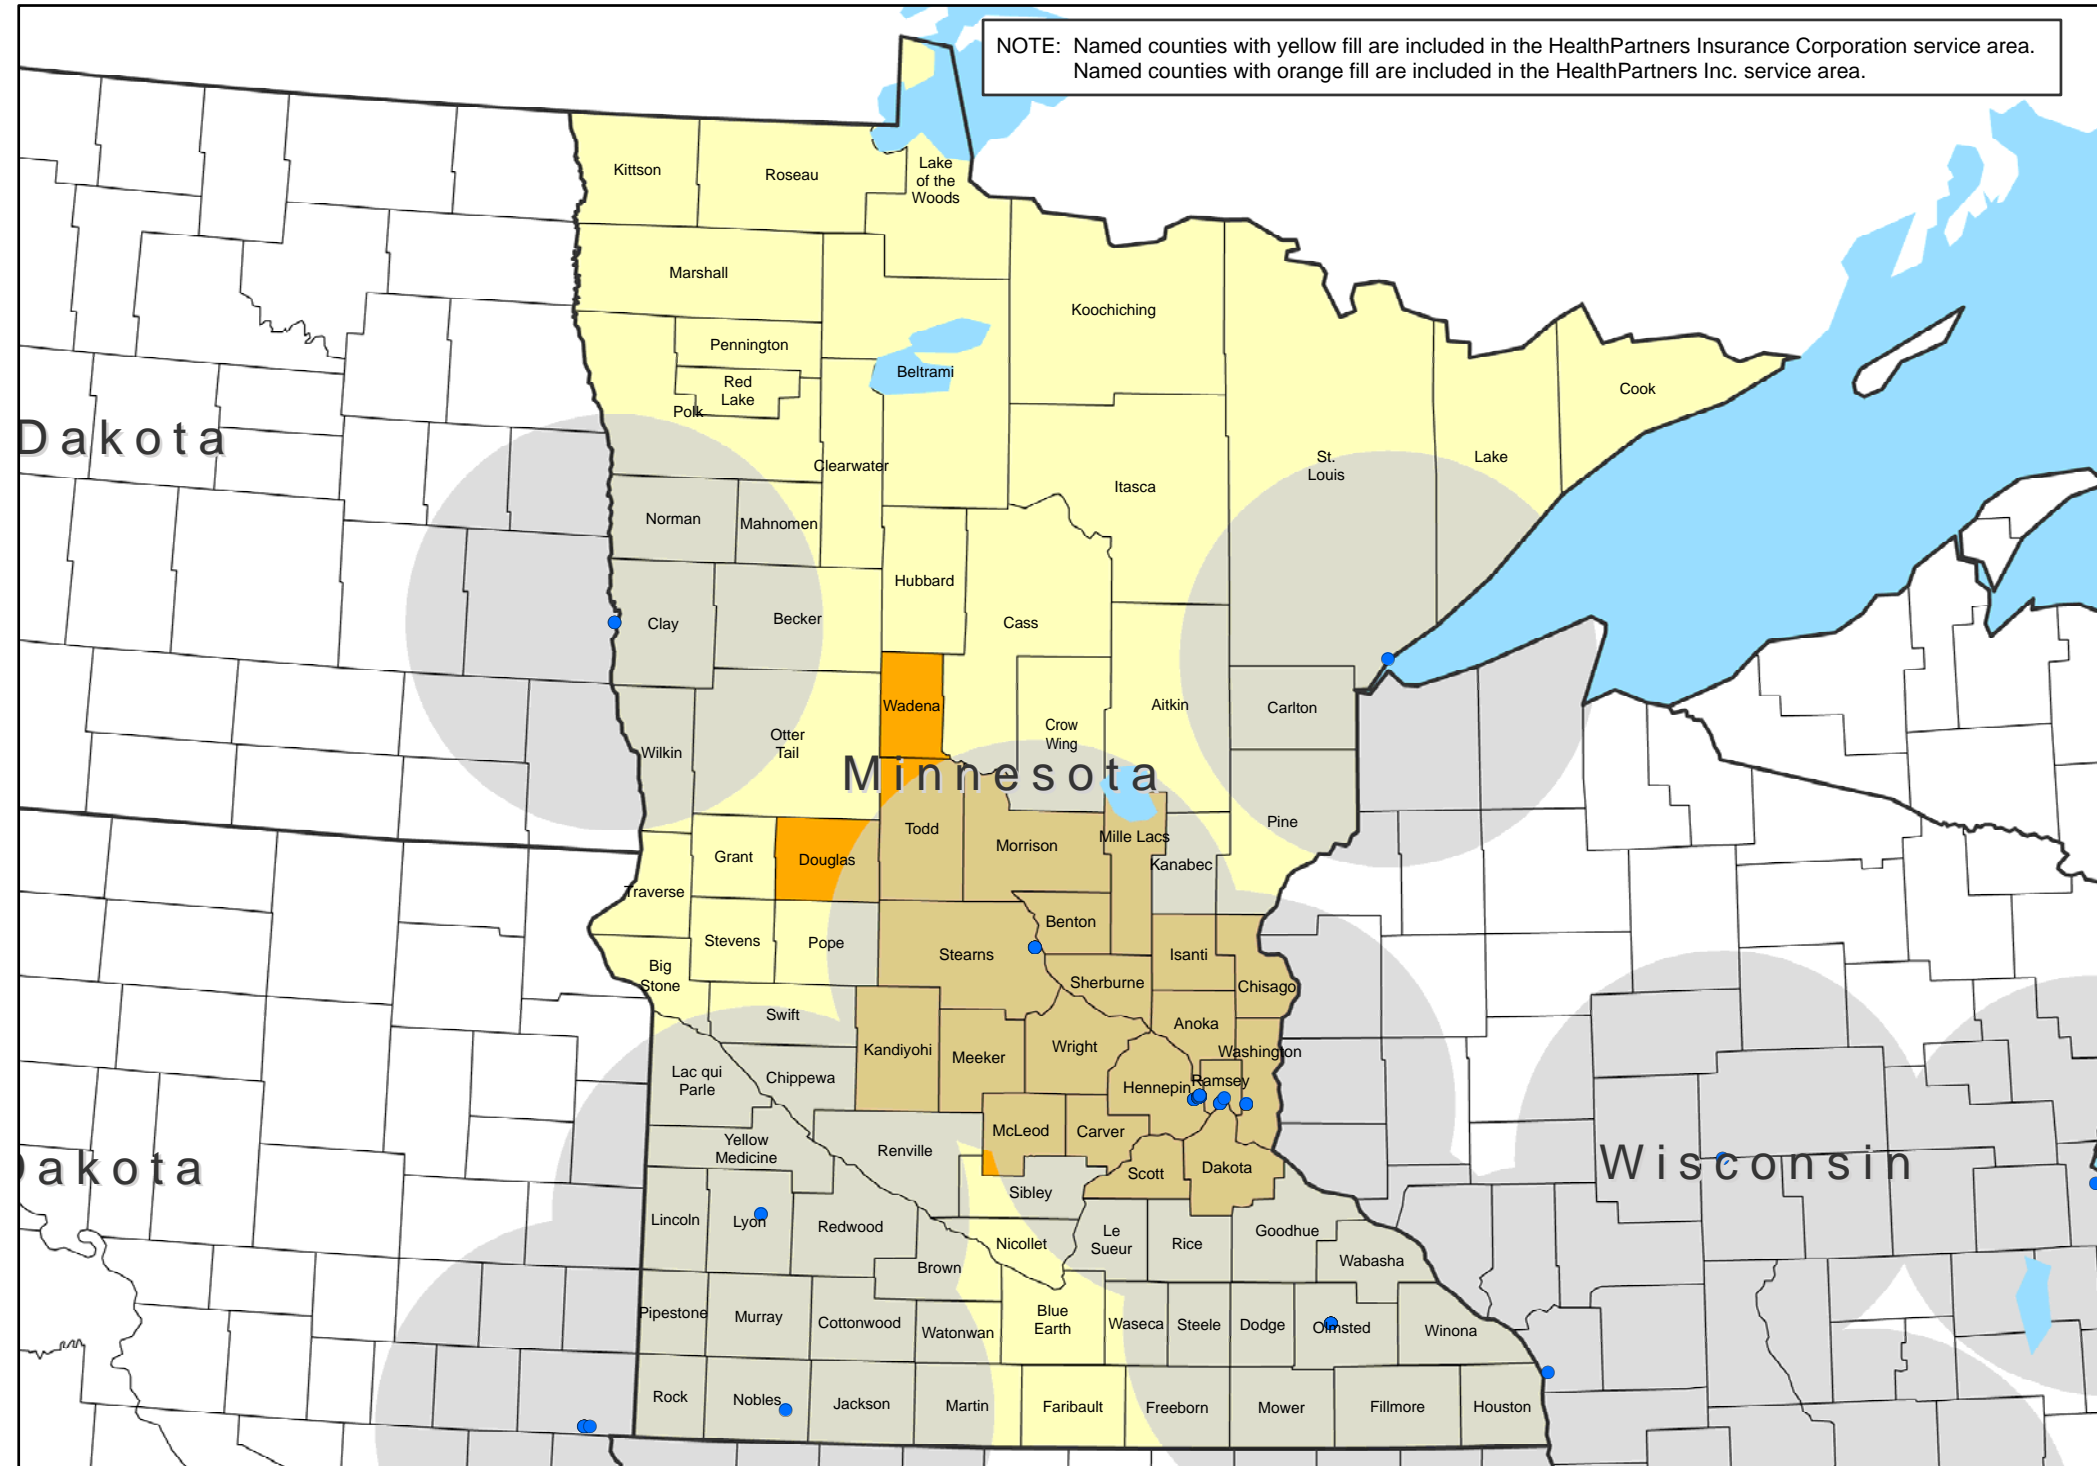 NOTE: Named counties with yellow fill are included in the HealthPartners Insurance Corporation service area.
Named counties with orange fill are included in the HealthPartners Inc. service area.
Kittson
Roseau
Lake
of the
Woods
Marshall
Koochiching
Pennington
Beltrami
Red
Lake
Cook
Polk
Dakota
Clearwater
St.
Louis
Lake
Itasca
Norman
Mahnomen
Hubbard
Clay
Becker
Cass
Wadena
Aitkin
Carlton
Crow
Wing
Otter
Tail
Wilkin
Minnesota
Todd
Morrison
Mille Lacs
Pine
Grant
Douglas
Kanabec
Traverse
Benton
Stevens
Pope
Stearns
Isanti
Big
Stone
Sherburne
Chisago
Swift
Anoka
Kandiyohi
Meeker
Wright
Washington
Lac qui
Parle
Chippewa
Hennepin
Ramsey
McLeod
Carver
Yellow
Medicine
Renville
Scott
Dakota
Wisconsin
Dakota
Sibley
Lincoln
Lyon
Redwood
Le
Sueur
Rice
Goodhue
Nicollet
Brown
Wabasha
Pipestone
Murray
Cottonwood
Watonwan
Blue
Earth
Waseca
Steele
Dodge
Olmsted
Winona
Rock
Nobles
Jackson
Martin
Faribault
Freeborn
Mower
Fillmore
Houston